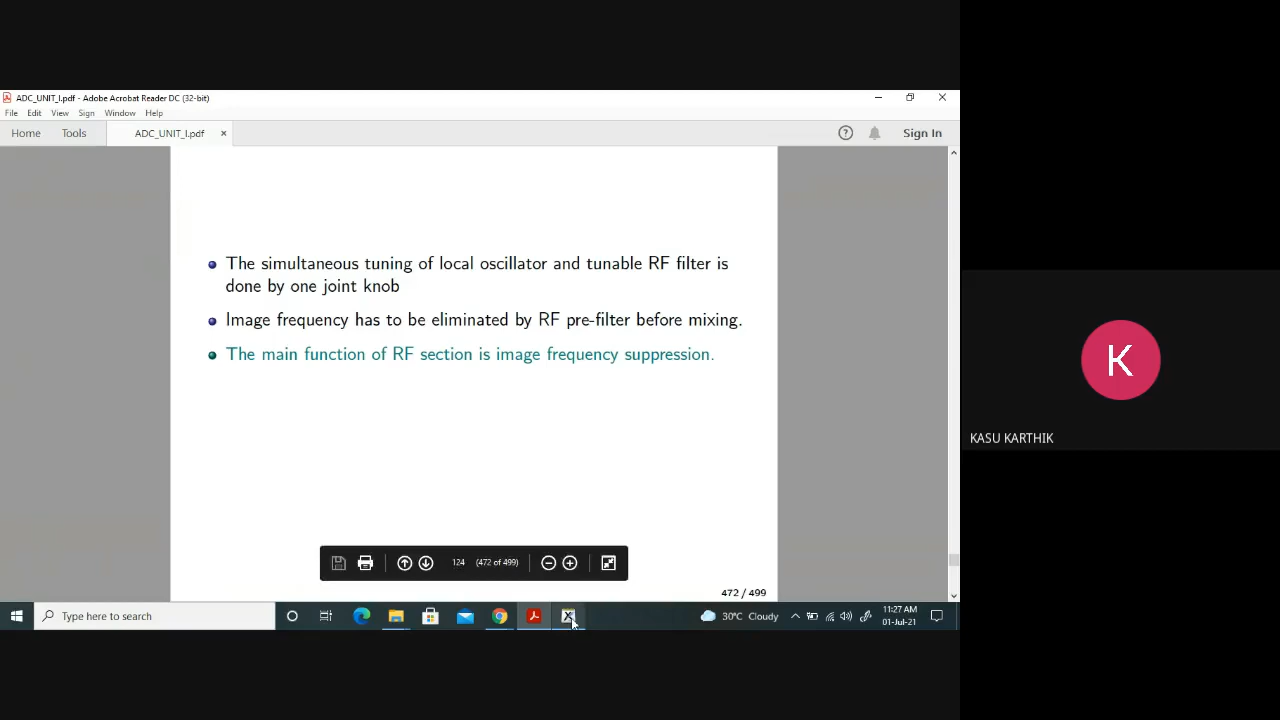 ADC_UNIT_I.pdf - Adobe Acrobat Reader DC (32-bit)
File Edit View Sign Window Help
Home Tools ADC_UNIT_I.pdf × ? Sign In
The simultaneous tuning of local oscillator and tunable RF filter is
done by one joint knob
Image frequency has to be eliminated by RF pre-filter before mixing.
The main function of RF section is image frequency suppression.
124 (472 of 499)
472 / 499
Type here to search
30°C Cloudy
11:27 AM
01-Jul-21
K
KASU KARTHIK